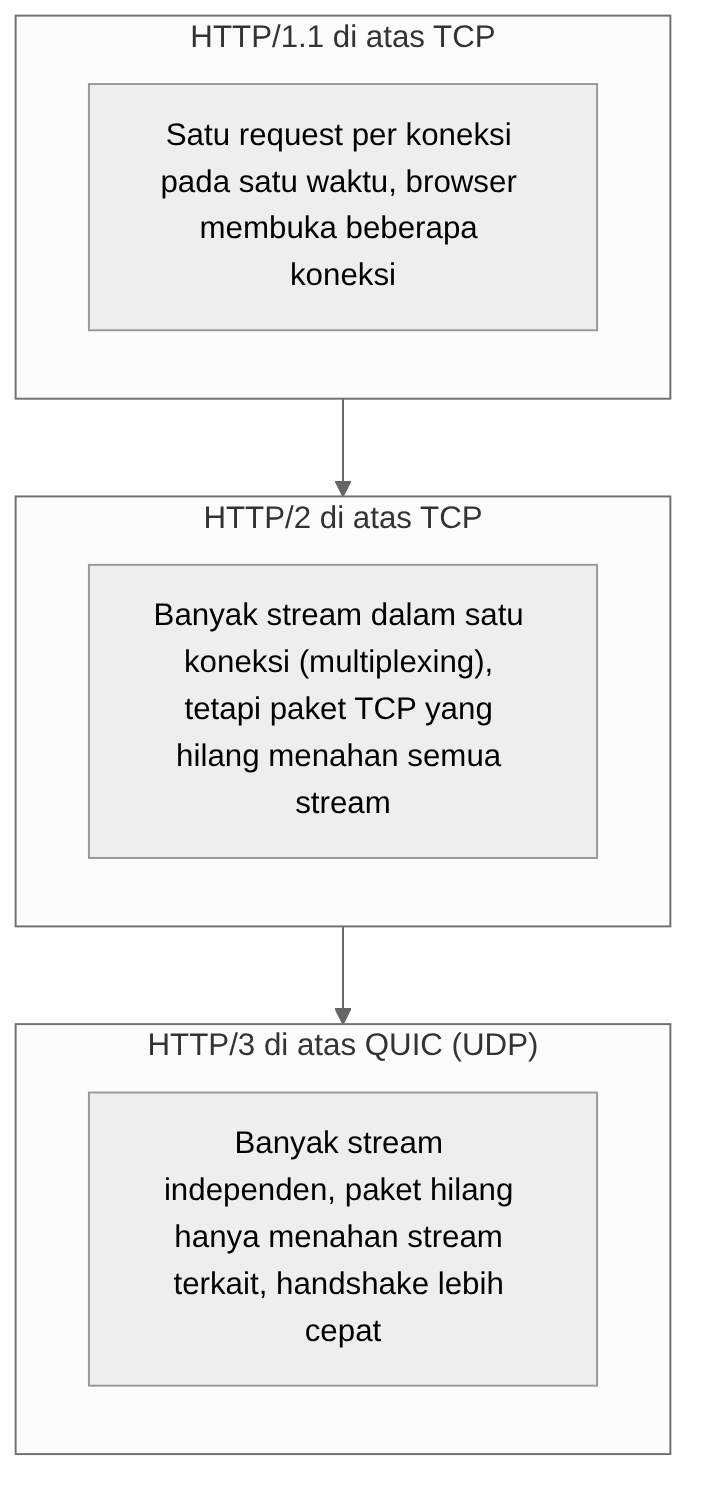 HTTP/1.1 di atas TCP
Satu request per koneksi
pada satu waktu, browser
membuka beberapa
koneksi
HTTP/2 di atas TCP
Banyak stream dalam satu
koneksi (multiplexing),
tetapi paket TCP yang
hilang menahan semua
stream
HTTP/3 di atas QUIC (UDP)
Banyak stream
independen, paket hilang
hanya menahan stream
terkait, handshake lebih
cepat